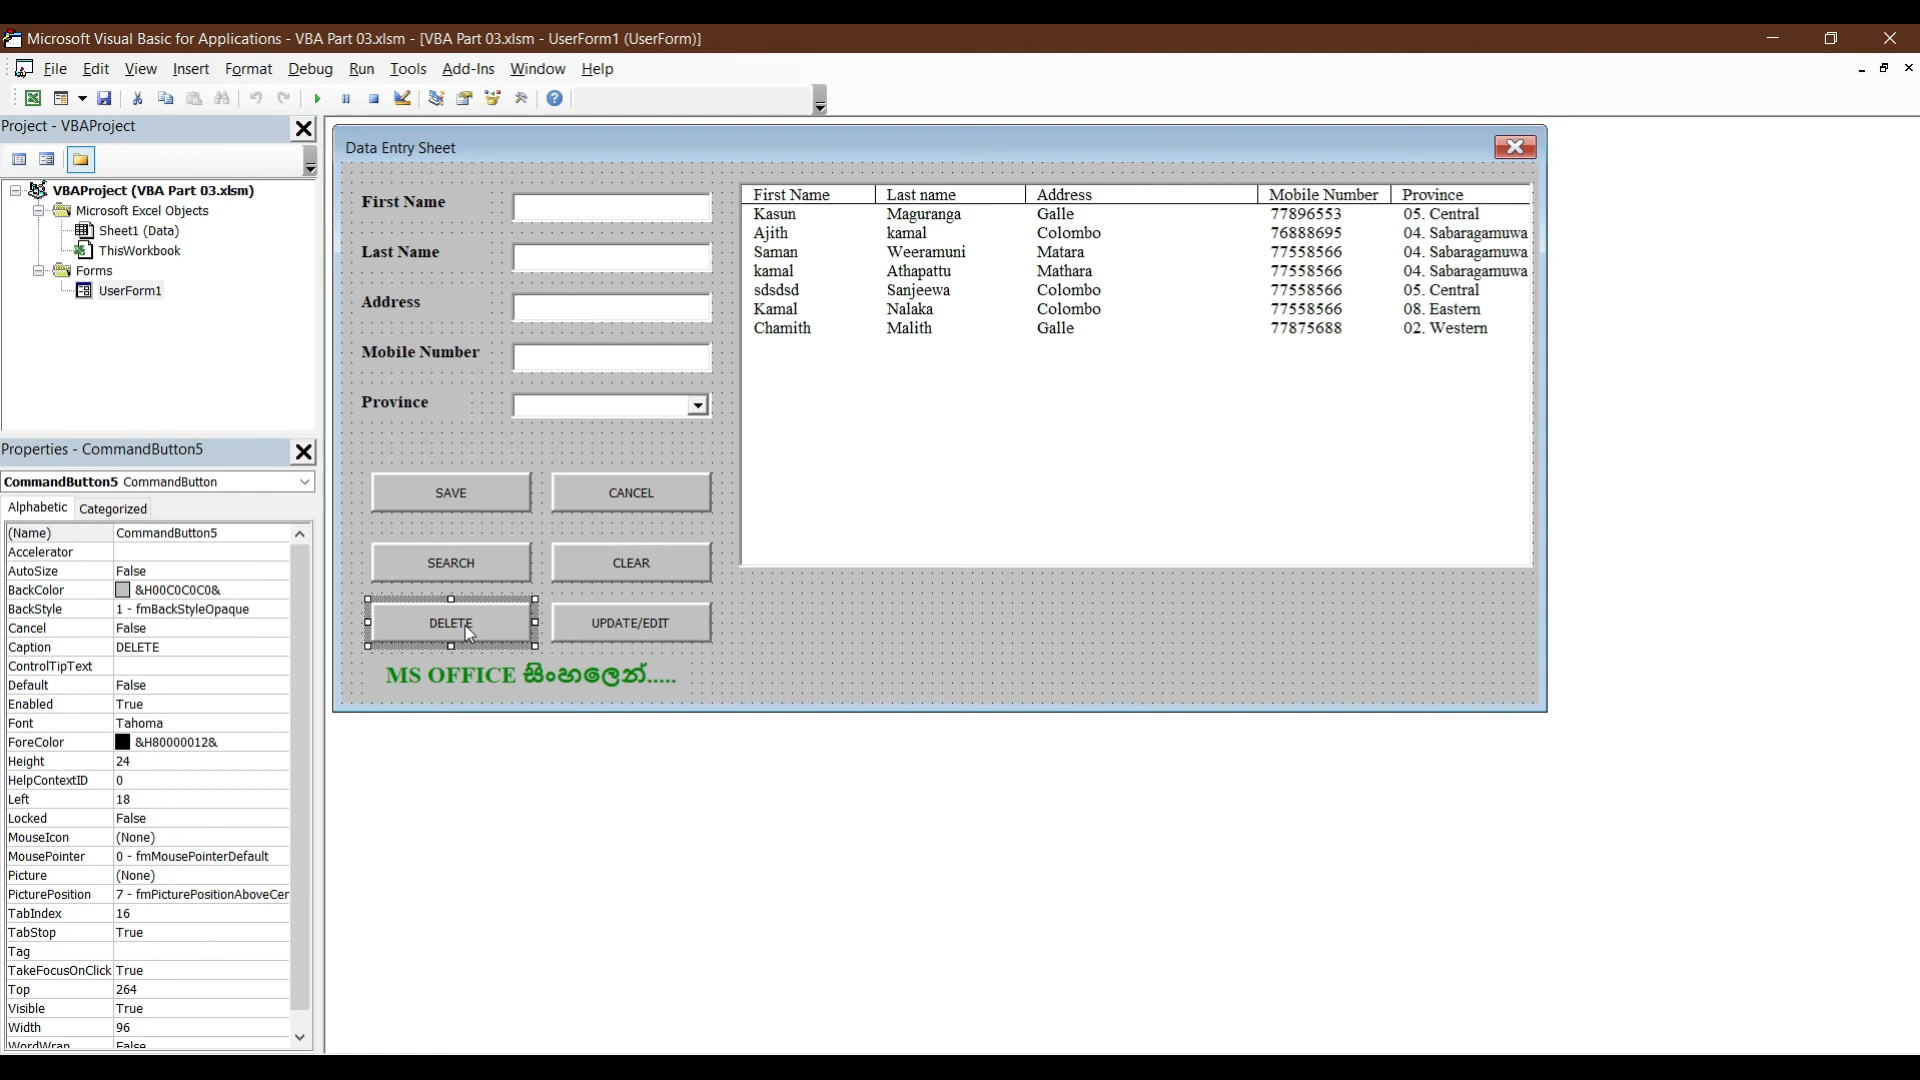 Microsoft Visual Basic for Applications - VBA Part 03.xlsm - [VBA Part 03.xlsm - UserForm1 (UserForm)]
File Edit View Insert Format Debug Run Tools Add-Ins Window Help
Project - VBAProject
VBAProject (VBA Part 03.xlsm)
Microsoft Excel Objects
Sheet1 (Data)
ThisWorkbook
Forms
UserForm1
Properties - CommandButton5
CommandButton5 CommandButton
Alphabetic Categorized
(Name) CommandButton5
Accelerator
AutoSize False
BackColor &H00C0C0C0&
BackStyle 1 - fmBackStyleOpaque
Cancel False
Caption DELETE
ControlTipText
Default False
Enabled True
Font Tahoma
ForeColor &H80000012&
Height 24
HelpContextID 0
Left 18
Locked False
MouseIcon (None)
MousePointer 0 - fmMousePointerDefault
Picture (None)
PicturePosition 7 - fmPicturePositionAboveCer
TabIndex 16
TabStop True
Tag
TakeFocusOnClick True
Top 264
Visible True
Width 96
WordWrap False
Data Entry Sheet
First Name
Last Name
Address
Mobile Number
Province
SAVE CANCEL
SEARCH CLEAR
DELETE UPDATE/EDIT
MS OFFICE සිංහලෙන්.....
First Name Last name Address Mobile Number Province
Kasun Maguranga Galle 77896553 05. Central
Ajith kamal Colombo 76888695 04. Sabaragamuwa
Saman Weeramuni Matara 77558566 04. Sabaragamuwa
kamal Athapattu Mathara 77558566 04. Sabaragamuwa
sdsdsd Sanjeewa Colombo 77558566 05. Central
Kamal Nalaka Colombo 77558566 08. Eastern
Chamith Malith Galle 77875688 02. Western